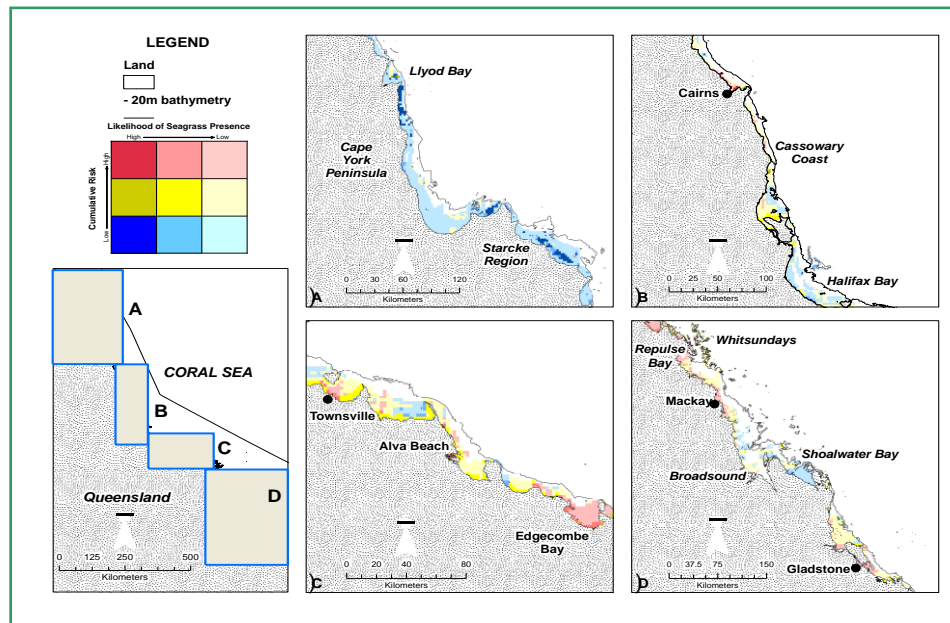 LEGEND
Land
- 20m bathymetry
Likelihood of Seagrass Presence
High Low
Cumulative Risk
High
Low
Llyod Bay
Cape
York
Peninsula
Starcke
Region
0 60 120
Kilometers
A
Cairns
Cassowary
Coast
Halifax Bay
0 25 50 100
Kilometers
B
A
CORAL SEA
B
C
Queensland
D
0 125 250 500
Kilometers
Townsville
Alva Beach
Edgecombe
Bay
0 20 40 80
Kilometers
C
Whitsundays
Repulse
Bay
Mackay
Shoalwater Bay
Broadsound
Gladstone
0 37.5 75 150
Kilometers
D